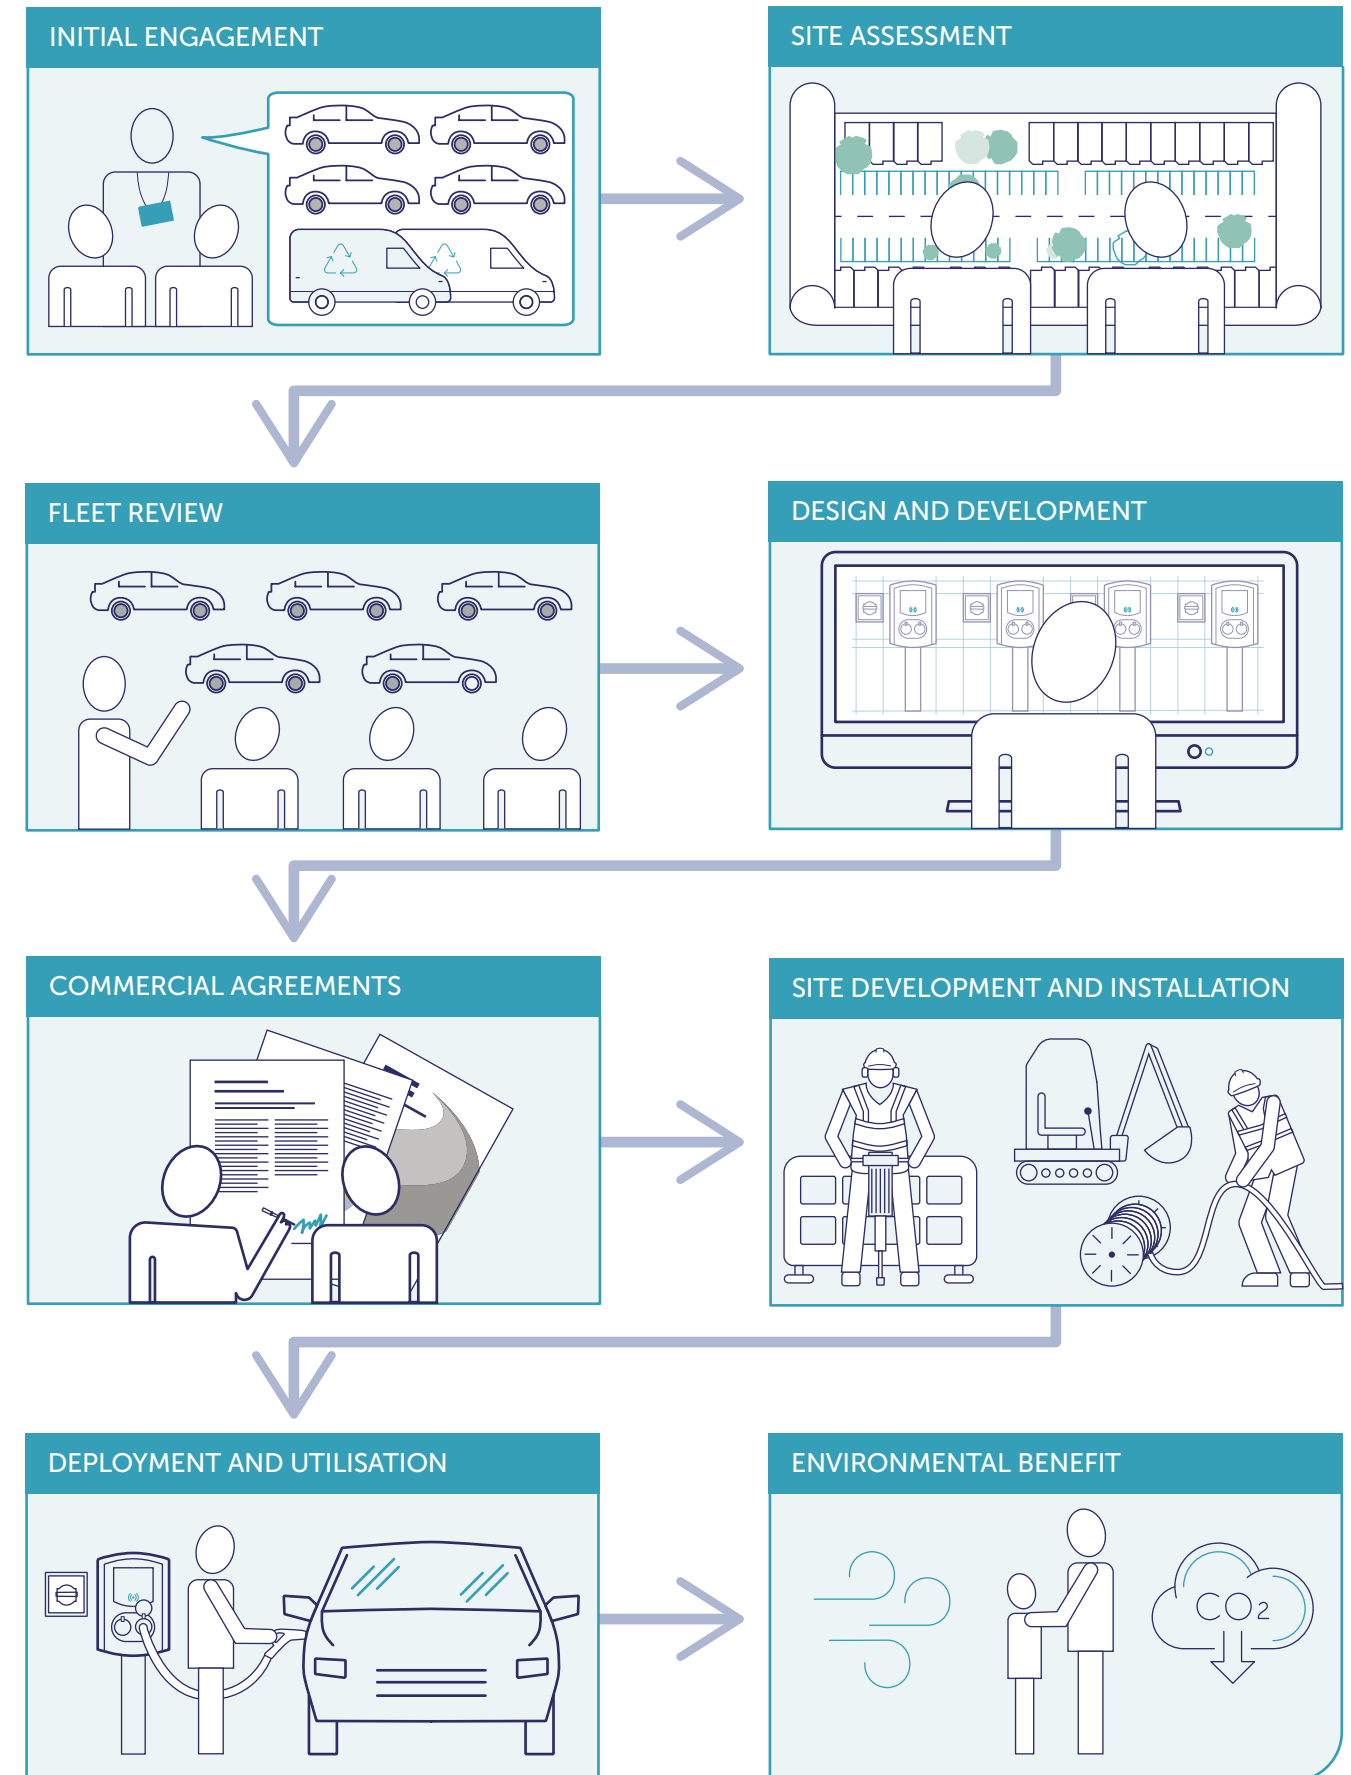 INITIAL ENGAGEMENT
SITE ASSESSMENT
FLEET REVIEW
DESIGN AND DEVELOPMENT
COMMERCIAL AGREEMENTS
SITE DEVELOPMENT AND INSTALLATION
DEPLOYMENT AND UTILISATION
ENVIRONMENTAL BENEFIT
CO2